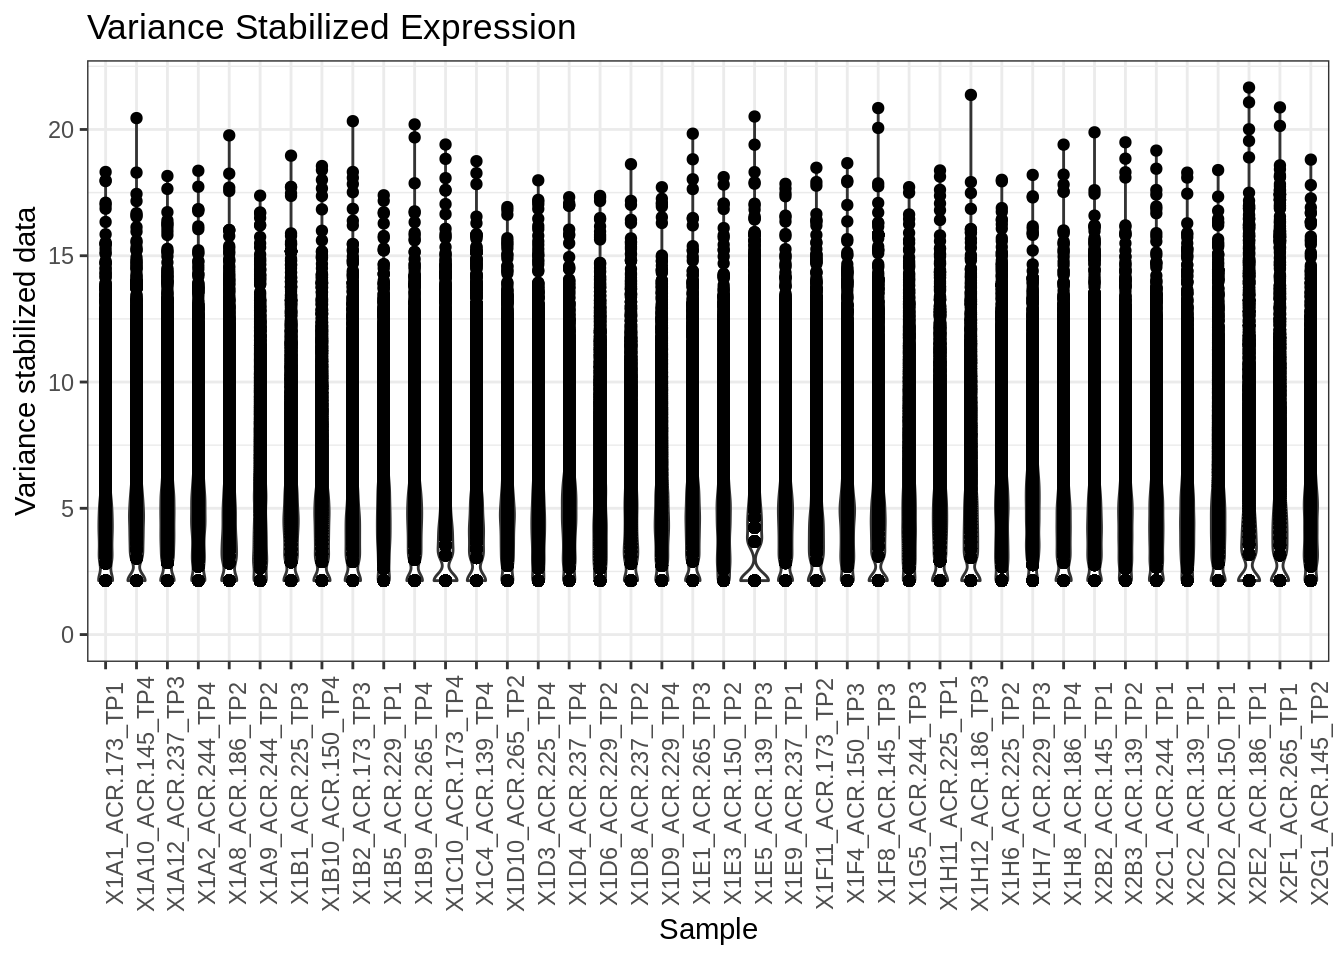 Variance Stabilized Expression
Variance stabilized data
20
15
10
5
0
X1A1_ACR.173_TP1
X1A10_ACR.145_TP4
X1A12_ACR.237_TP3
X1A2_ACR.244_TP4
X1A8_ACR.186_TP2
X1A9_ACR.244_TP2
X1B1_ACR.225_TP3
X1B10_ACR.150_TP4
X1B2_ACR.173_TP3
X1B5_ACR.229_TP1
X1B9_ACR.265_TP4
X1C10_ACR.173_TP4
X1C4_ACR.139_TP4
X1D10_ACR.265_TP2
X1D3_ACR.225_TP4
X1D4_ACR.237_TP4
X1D6_ACR.229_TP2
X1D8_ACR.237_TP2
X1D9_ACR.229_TP4
X1E1_ACR.265_TP3
X1E3_ACR.150_TP2
X1E5_ACR.139_TP3
X1E9_ACR.237_TP1
X1F11_ACR.173_TP2
X1F4_ACR.150_TP3
X1F8_ACR.145_TP3
X1G5_ACR.244_TP3
X1H11_ACR.225_TP1
X1H12_ACR.186_TP3
X1H6_ACR.225_TP2
X1H7_ACR.229_TP3
X1H8_ACR.186_TP4
X2B2_ACR.145_TP1
X2B3_ACR.139_TP2
X2C1_ACR.244_TP1
X2C2_ACR.139_TP1
X2D2_ACR.150_TP1
X2E2_ACR.186_TP1
X2F1_ACR.265_TP1
X2G1_ACR.145_TP2
Sample